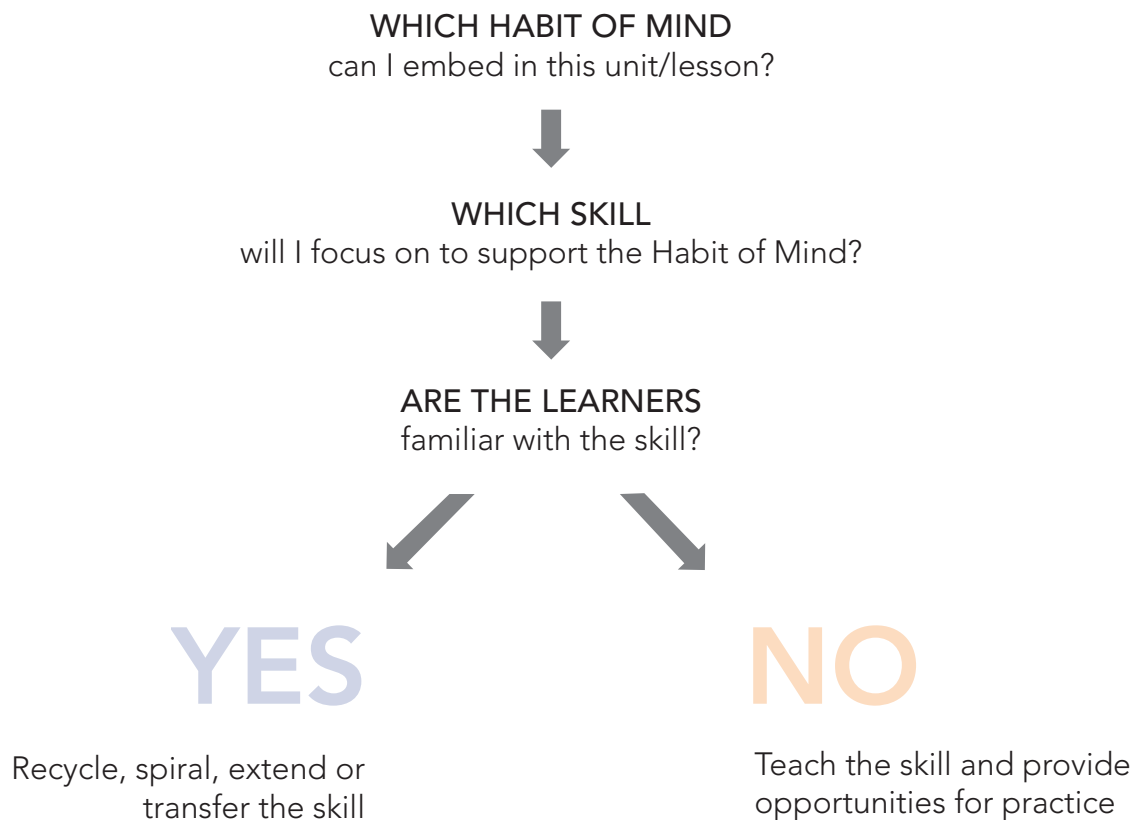 WHICH HABIT OF MIND
can I embed in this unit/lesson?
WHICH SKILL
will I focus on to support the Habit of Mind?
ARE THE LEARNERS
familiar with the skill?
YES
Recycle, spiral, extend or
transfer the skill
NO
Teach the skill and provide
opportunities for practice